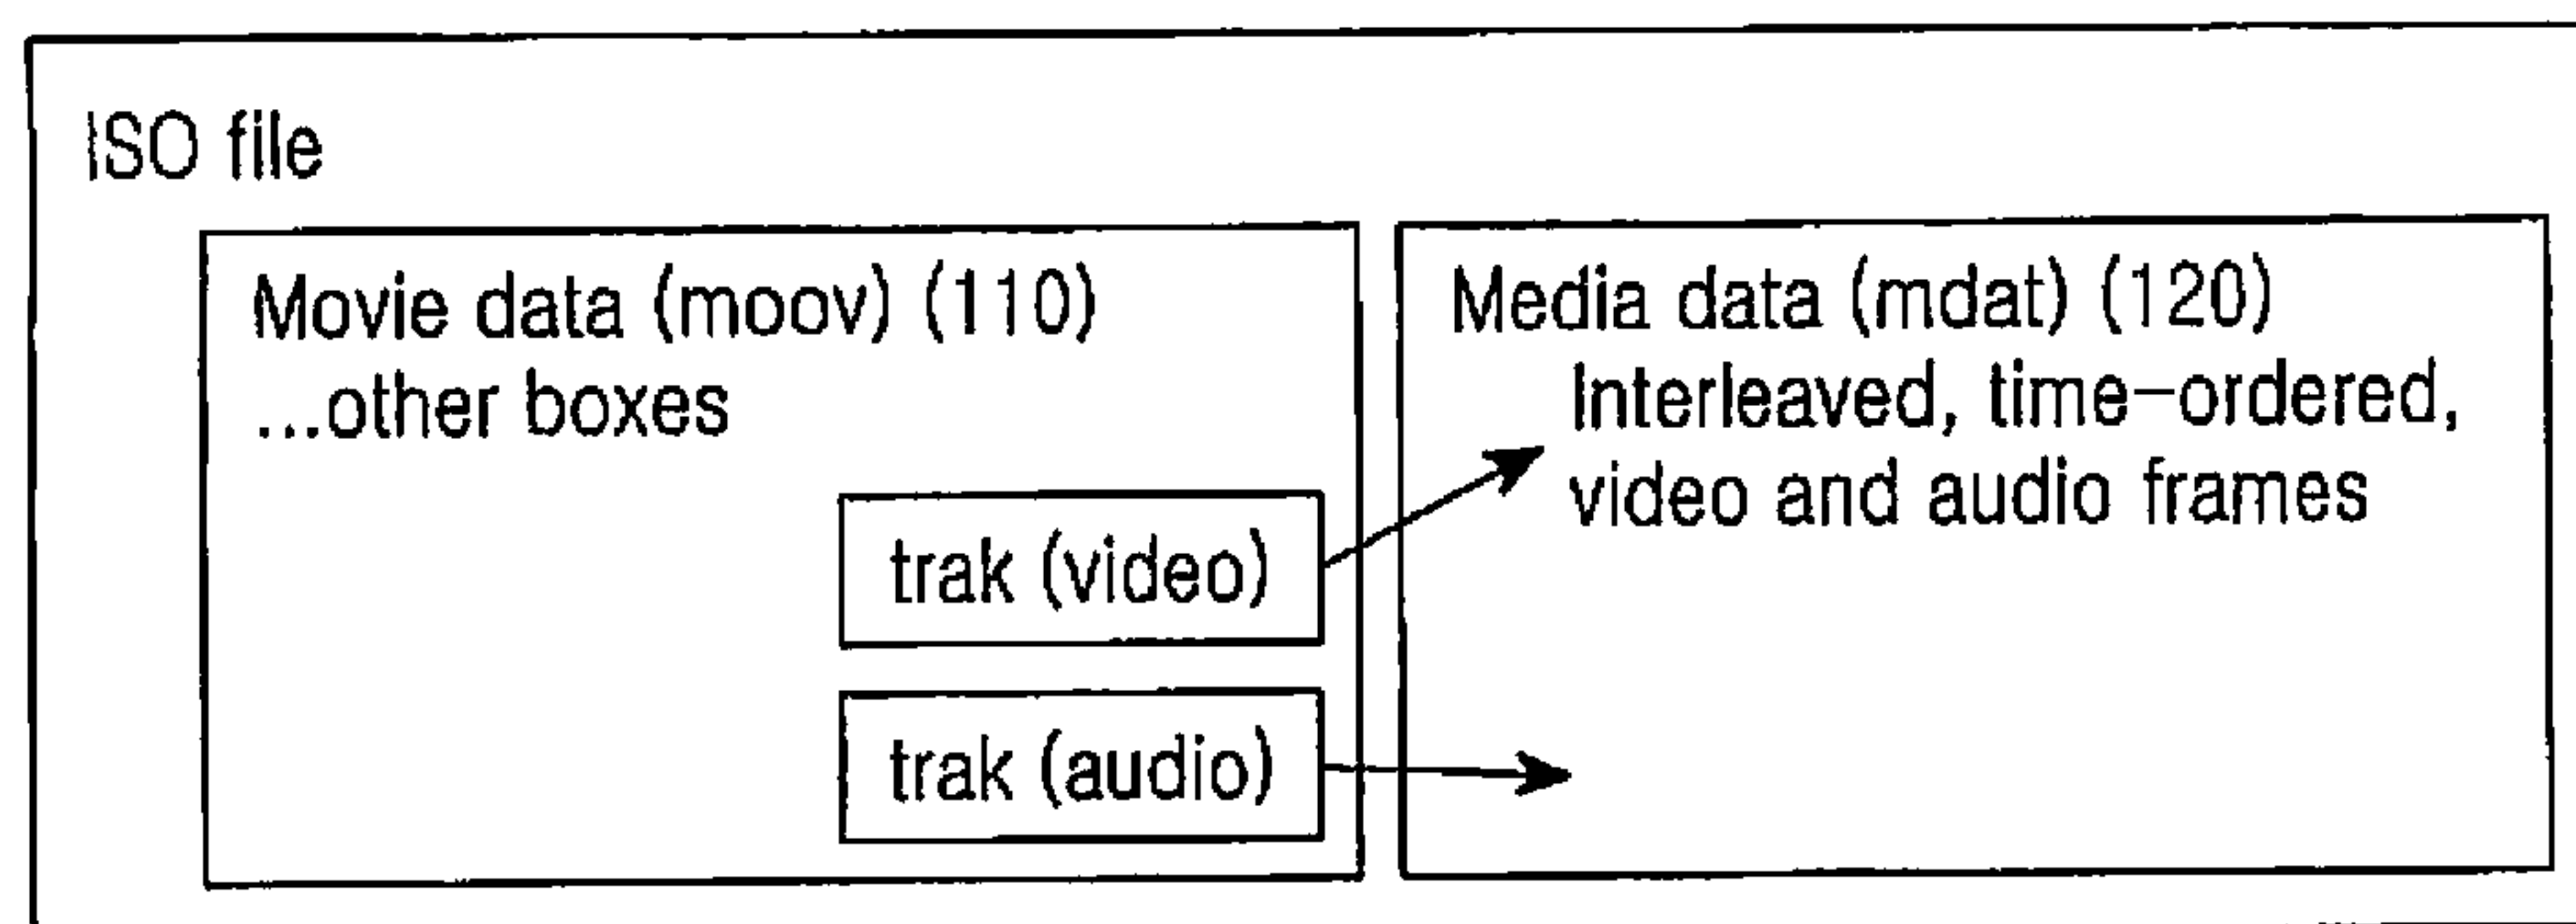 ISO file
Movie data (moov) (110)
...other boxes
trak (video)
trak (audio)
Media data (mdat) (120)
Interleaved, time-ordered,
video and audio frames